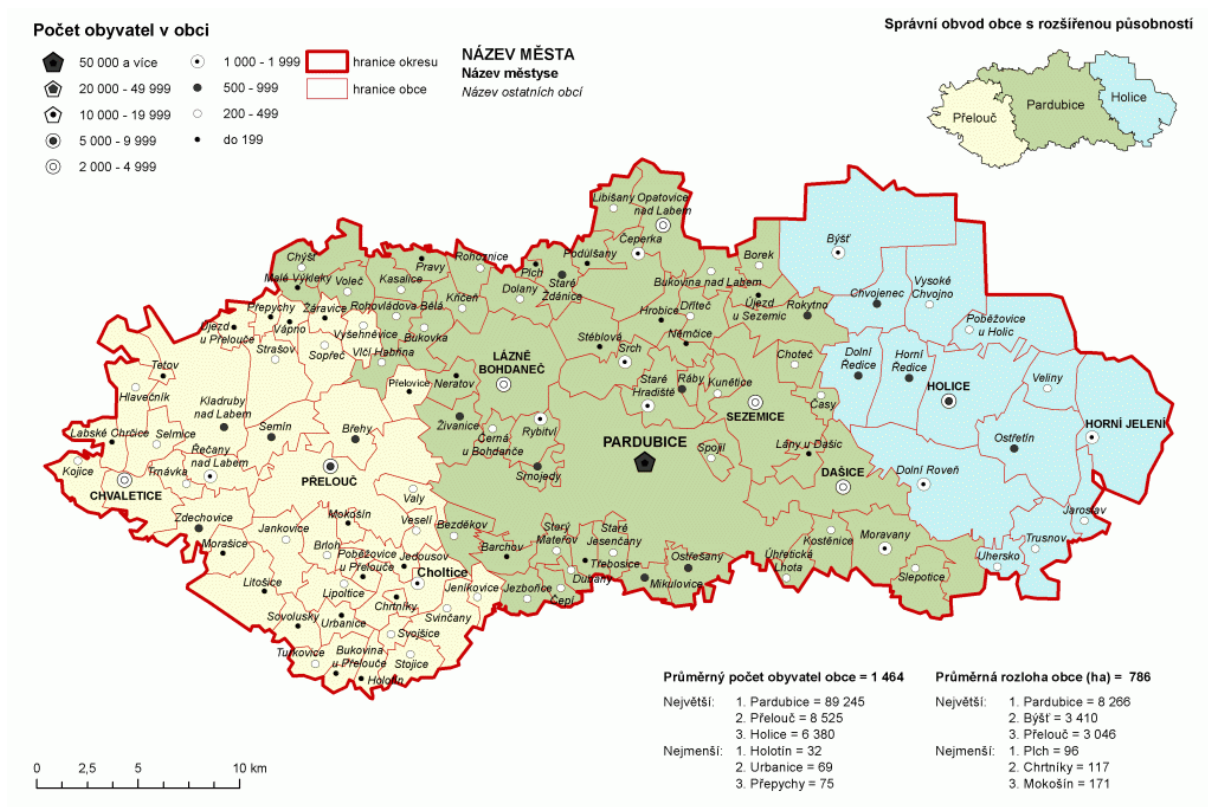 Počet obyvatel v obci
50 000 a více
20 000 - 49 999
10 000 - 19 999
5 000 - 9 999
2 000 - 4 999
1 000 - 1 999
500 - 999
200 - 499
do 199
hranice okresu
hranice obce
NÁZEV MĚSTA
Název městyse
Název ostatních obcí
Správní obvod obce s rozšířenou působností
Přelouč
Pardubice
Holice
Libišany
Opatovice
nad Labem
Čeperka
Podůlšany
Býšť
Borek
Bukovina nad Labem
Chýšť
Malé Výkleky
Voleč
Pravy
Kasalice
Rohoznice
Plch
Staré
Ždánice
Dolany
Křičeň
Rohovládova Bělá
Přepychy
Žáravice
Vápno
Újezd
u Přelouče
Strašov
Sopřeč
Vyšehněvice
Vlčí Habřina
Bukovka
Hrobice
Dříteč
Újezd
u Sezemic
Rokytno
Němčice
Stéblová
Srch
Choteč
Chvojenec
Vysoké
Chvojno
Poběžovice
u Holic
Dolní
Ředice
Horní
Ředice
HOLICE
Veliny
HORNÍ JELENÍ
Ostřetín
Dolní Roveň
Jaroslav
Trusnov
Uhersko
Tetov
Hlavečník
Labské Chrčice
Selmice
Kladruby
nad Labem
Semín
Břehy
Přelovice
Neratov
LÁZNĚ
BOHDANEČ
Živanice
Černá
u Bohdanče
Rybitví
Srnojedy
Staré
Hradiště
Ráby
Kunětice
SEZEMICE
Časy
PARDUBICE
Spojil
Lány u Dašic
DAŠICE
Kojice
CHVALETICE
Trnávka
Řečany
nad Labem
PŘELOUČ
Valy
Veselí
Bezděkov
Zdechovice
Morašice
Jankovice
Mokošín
Brloh
Poběžovice
u Přelouče
Jedousov
Choltice
Litošice
Lipoltice
Sovolusky
Urbanice
Chrtníky
Jeníkovice
Svinčany
Svojšice
Turkovice
Bukovina
u Přelouče
Holotín
Stojice
Barchov
Starý
Mateřov
Staré
Jesenčany
Třebosice
Dubany
Jezbořice
Čepí
Ostřešany
Mikulovice
Úhřetická
Lhota
Kostěnice
Moravany
Slepotice
Průměrný počet obyvatel obce = 1 464
Největší: 1. Pardubice = 89 245
2. Přelouč = 8 525
3. Holice = 6 380
Nejmenší: 1. Holotín = 32
2. Urbanice = 69
3. Přepychy = 75
Průměrná rozloha obce (ha) = 786
Největší: 1. Pardubice = 8 266
2. Býšť = 3 410
3. Přelouč = 3 046
Nejmenší: 1. Plch = 96
2. Chrtníky = 117
3. Mokošín = 171
0 2,5 5 10 km